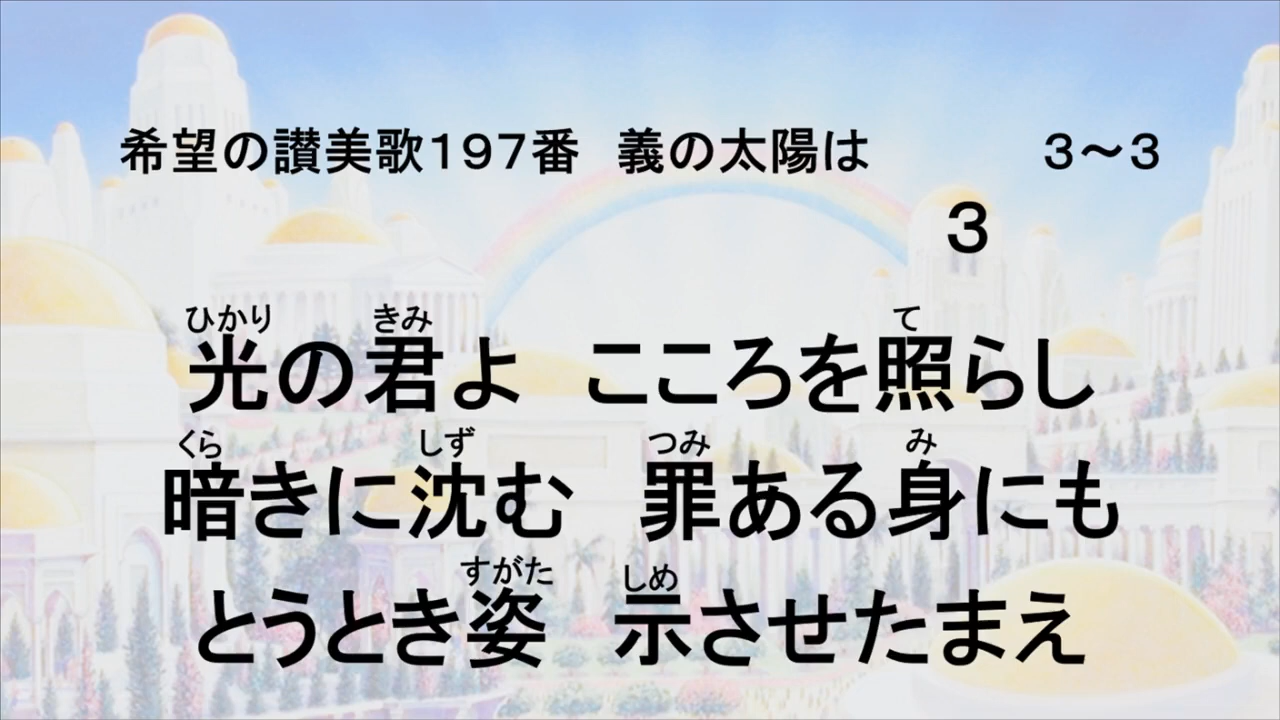 希望の讃美歌197番　義の太陽は　　　3～3
3
ひかり　きみ　て
光の君よ　こころを照らし
くら　しず　つみ　み
暗きに沈む　罪ある身にも
すがた　しめ
とうとき姿　示させたまえ